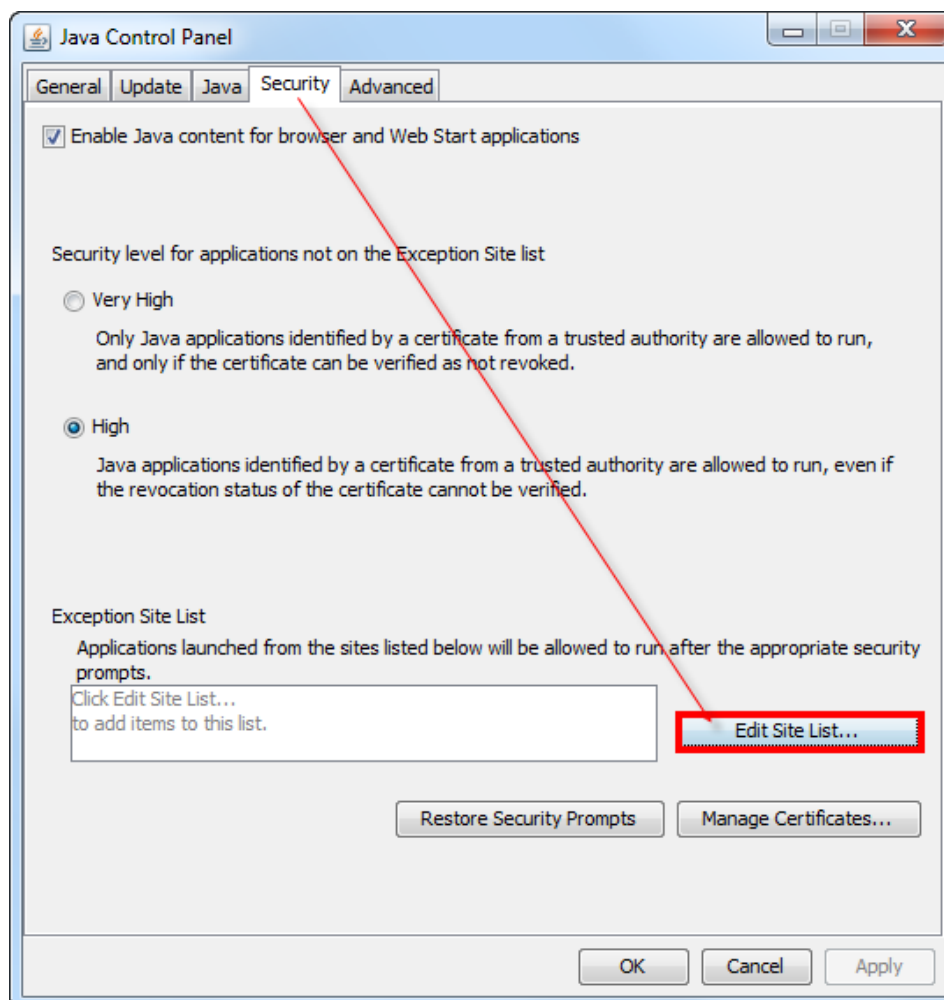 Java Control Panel
General Update Java Security Advanced
Enable Java content for browser and Web Start applications
Security level for applications not on the Exception Site list
Very High
Only Java applications identified by a certificate from a trusted authority are allowed to run,
and only if the certificate can be verified as not revoked.
High
Java applications identified by a certificate from a trusted authority are allowed to run, even if
the revocation status of the certificate cannot be verified.
Exception Site List
Applications launched from the sites listed below will be allowed to run after the appropriate security
prompts.
Click Edit Site List...
to add items to this list.
Edit Site List...
Restore Security Prompts Manage Certificates...
OK Cancel Apply